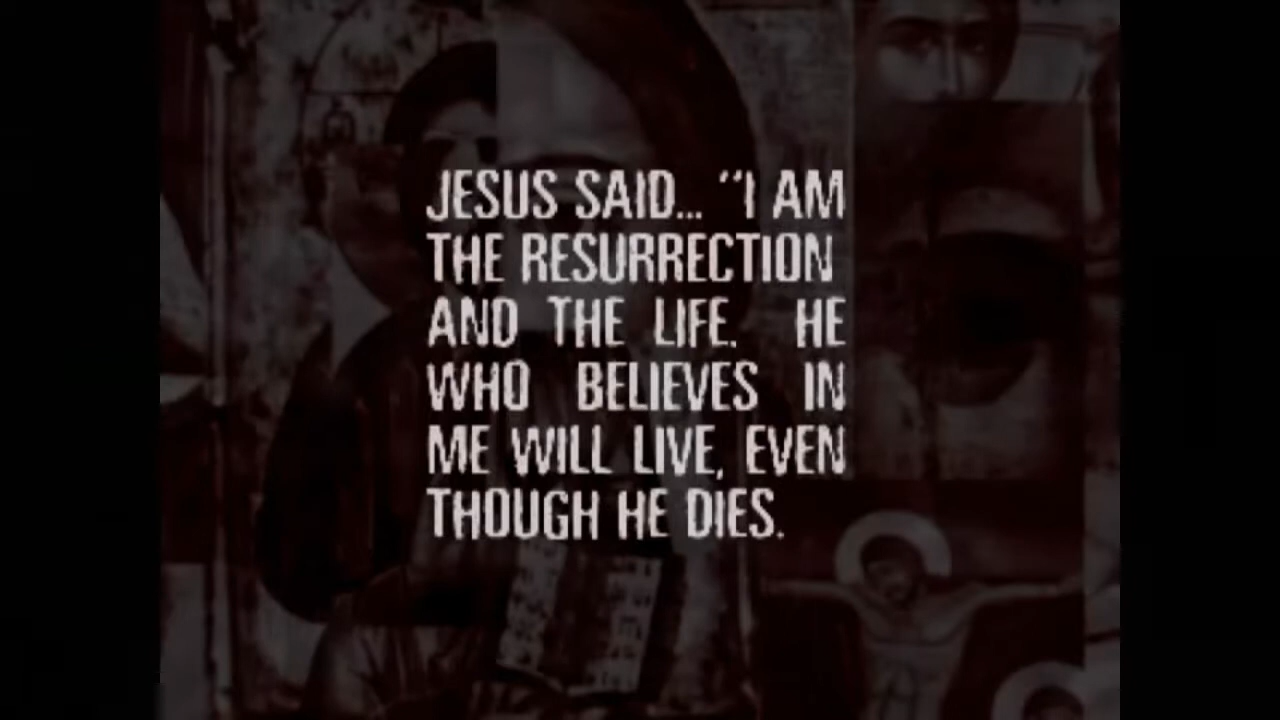 JESUS SAID... "I AM
THE RESURRECTION
AND THE LIFE. HE
WHO BELIEVES IN
ME WILL LIVE, EVEN
THOUGH HE DIES.